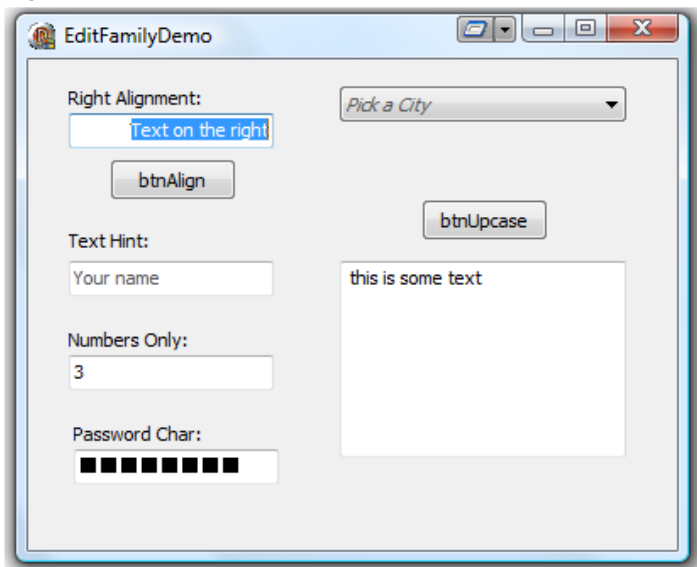 EditFamilyDemo
Right Alignment:
Text on the right
btnAlign
Text Hint:
Your name
Numbers Only:
3
Password Char:
Pick a City
btnUpcase
this is some text